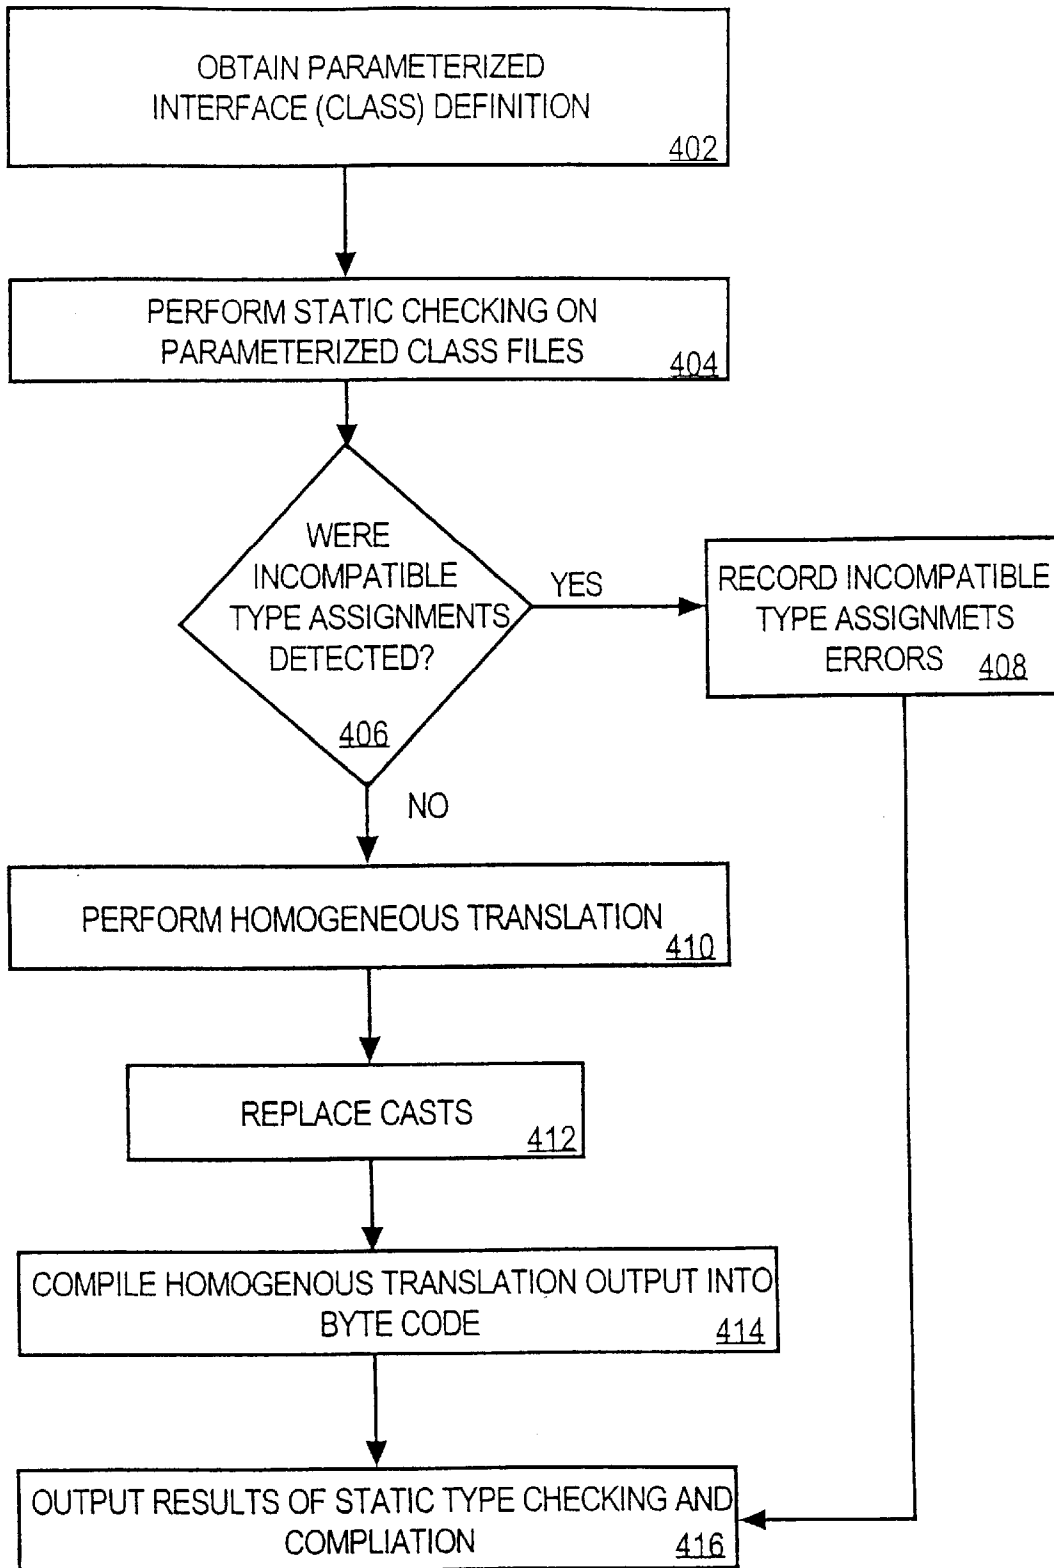 OBTAIN PARAMETERIZED
INTERFACE (CLASS) DEFINITION
402
PERFORM STATIC CHECKING ON
PARAMETERIZED CLASS FILES
404
WERE
INCOMPATIBLE
TYPE ASSIGNMENTS
DETECTED?
406
YES
RECORD INCOMPATIBLE
TYPE ASSIGNMETS
ERRORS 408
NO
PERFORM HOMOGENEOUS TRANSLATION
410
REPLACE CASTS
412
COMPILE HOMOGENOUS TRANSLATION OUTPUT INTO
BYTE CODE 414
OUTPUT RESULTS OF STATIC TYPE CHECKING AND
COMPLIATION 416